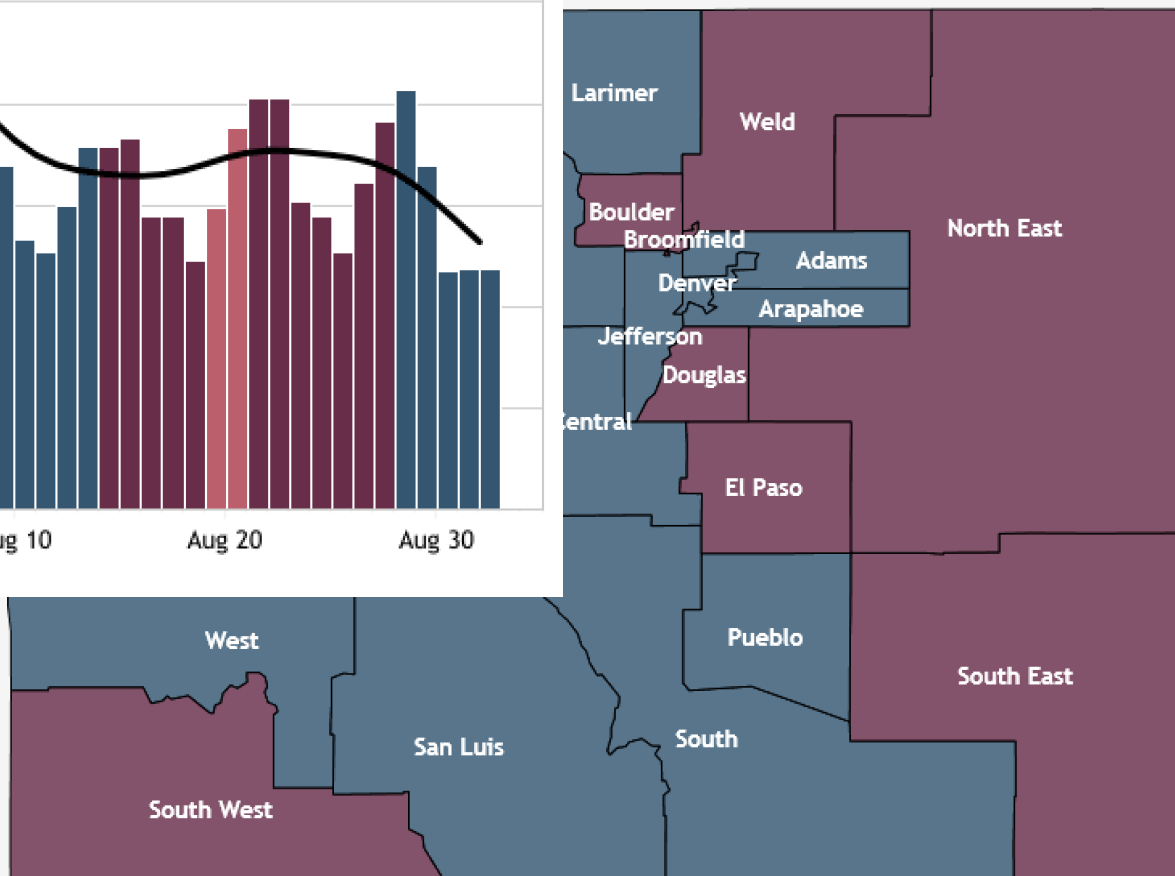 ug 10
Aug 20
Aug 30
Larimer
Weld
Boulder
Broomfield
North East
Adams
Denver
Arapahoe
Jefferson
Douglas
Central
El Paso
West
Pueblo
South East
San Luis
South
South West